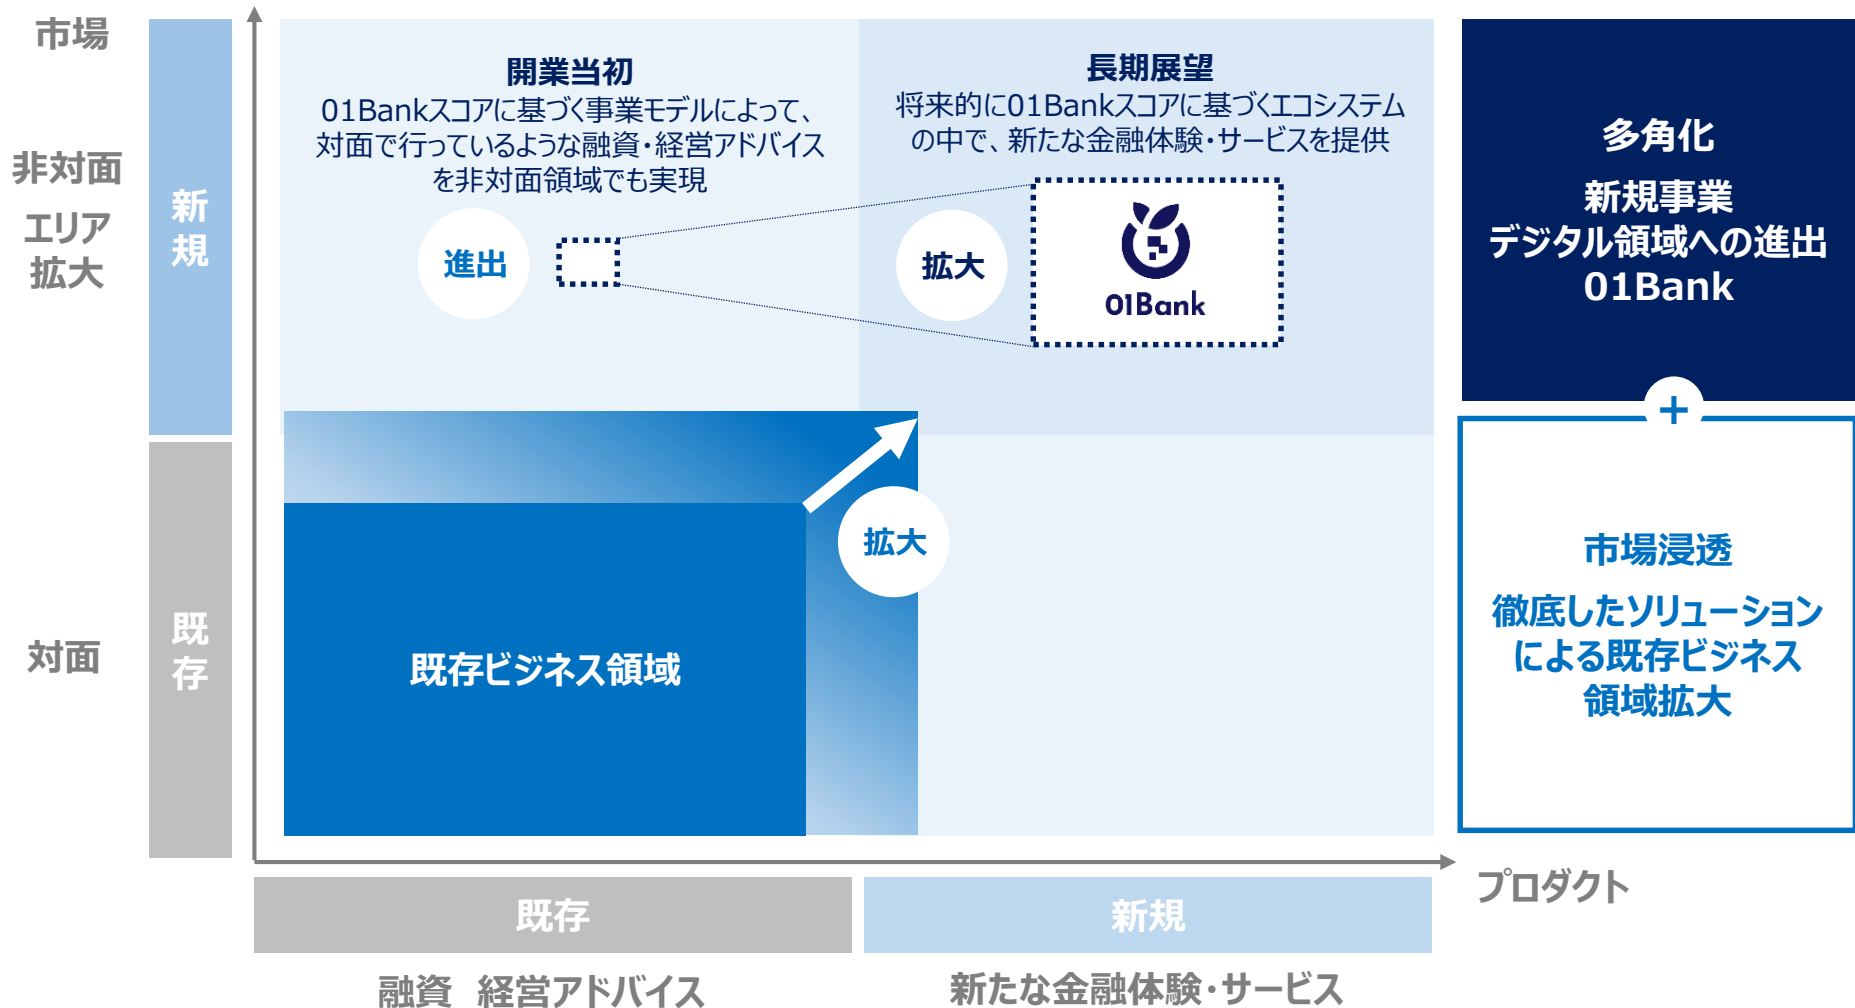 市場
非対面
エリア
拡大
新規
対面
既存
開業当初
01Bankスコアに基づく事業モデルによって、
対面で行っているような融資・経営アドバイス
を非対面領域でも実現
進出
長期展望
将来的に01Bankスコアに基づくエコシステム
の中で、新たな金融体験・サービスを提供
拡大
01Bank
拡大
既存ビジネス領域
多角化
新規事業
デジタル領域への進出
01Bank
+
市場浸透
徹底したソリューション
による既存ビジネス
領域拡大
プロダクト
既存
新規
融資 経営アドバイス
新たな金融体験・サービス